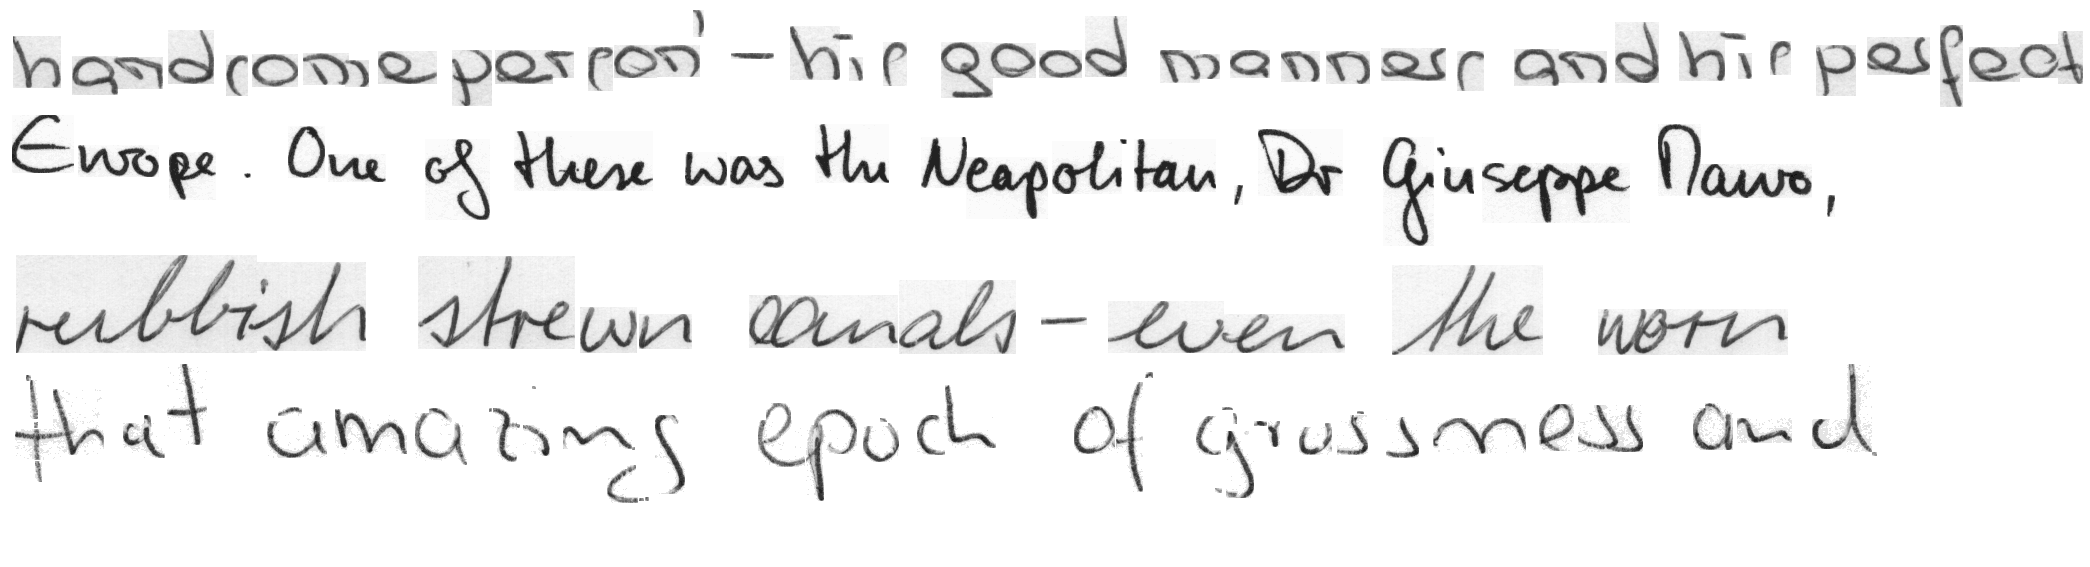 handsome person' - his good manners and his perfect
Europe. One of these was the Neapolitan, Dr Giuseppe Mauro,
rubbish strewn canals - even the worn
that amazing epoch of grossness and